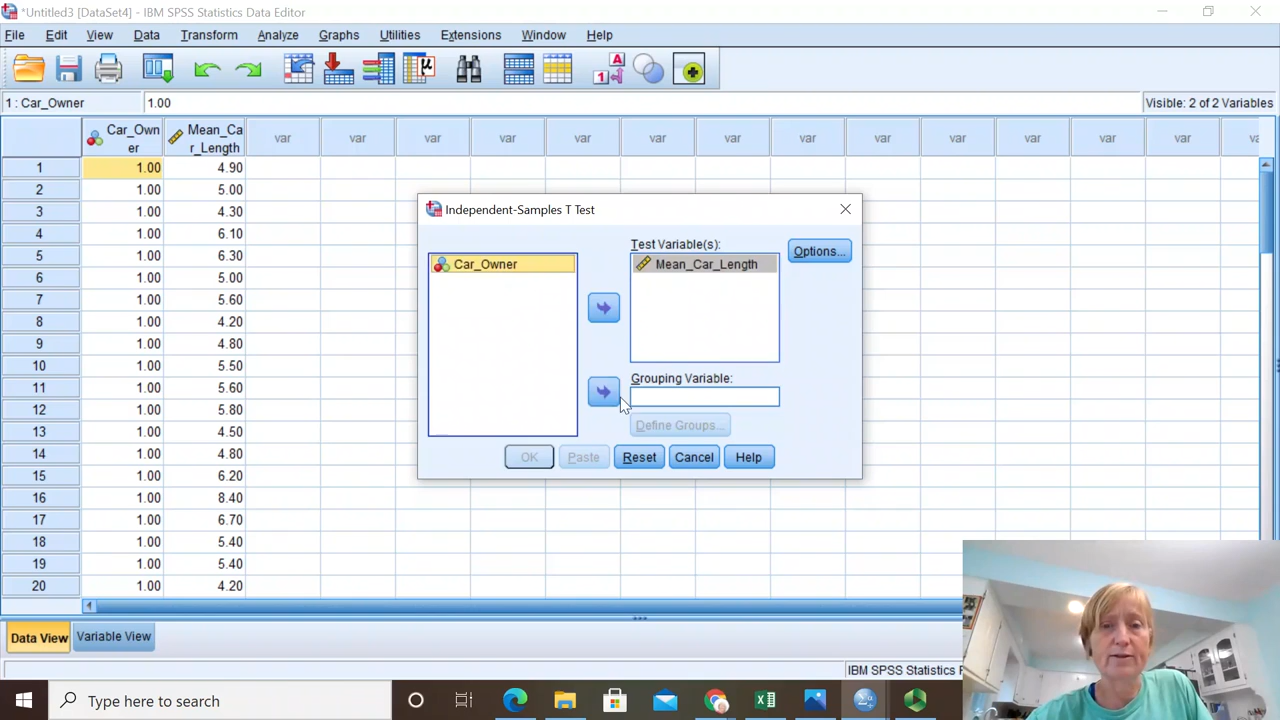 *Untitled3 [DataSet4] - IBM SPSS Statistics Data Editor
File Edit View Data Transform Analyze Graphs Utilities Extensions Window Help
1 : Car_Owner 1.00 Visible: 2 of 2 Variables
Car_Own
er
Mean_Ca
r_Length
var var var var var var var var var var var var var va
1 1.00 4.90
2 1.00 5.00
3 1.00 4.30
4 1.00 6.10
5 1.00 6.30
6 1.00 5.00
7 1.00 5.60
8 1.00 4.20
9 1.00 4.80
10 1.00 5.50
11 1.00 5.60
12 1.00 5.80
13 1.00 4.50
14 1.00 4.80
15 1.00 6.20
16 1.00 8.40
17 1.00 6.70
18 1.00 5.40
19 1.00 5.40
20 1.00 4.20
Independent-Samples T Test
Car_Owner
Test Variable(s):
Mean_Car_Length
Options...
Grouping Variable:
Define Groups...
OK Paste Reset Cancel Help
Data View Variable View
IBM SPSS Statistics P
Type here to search